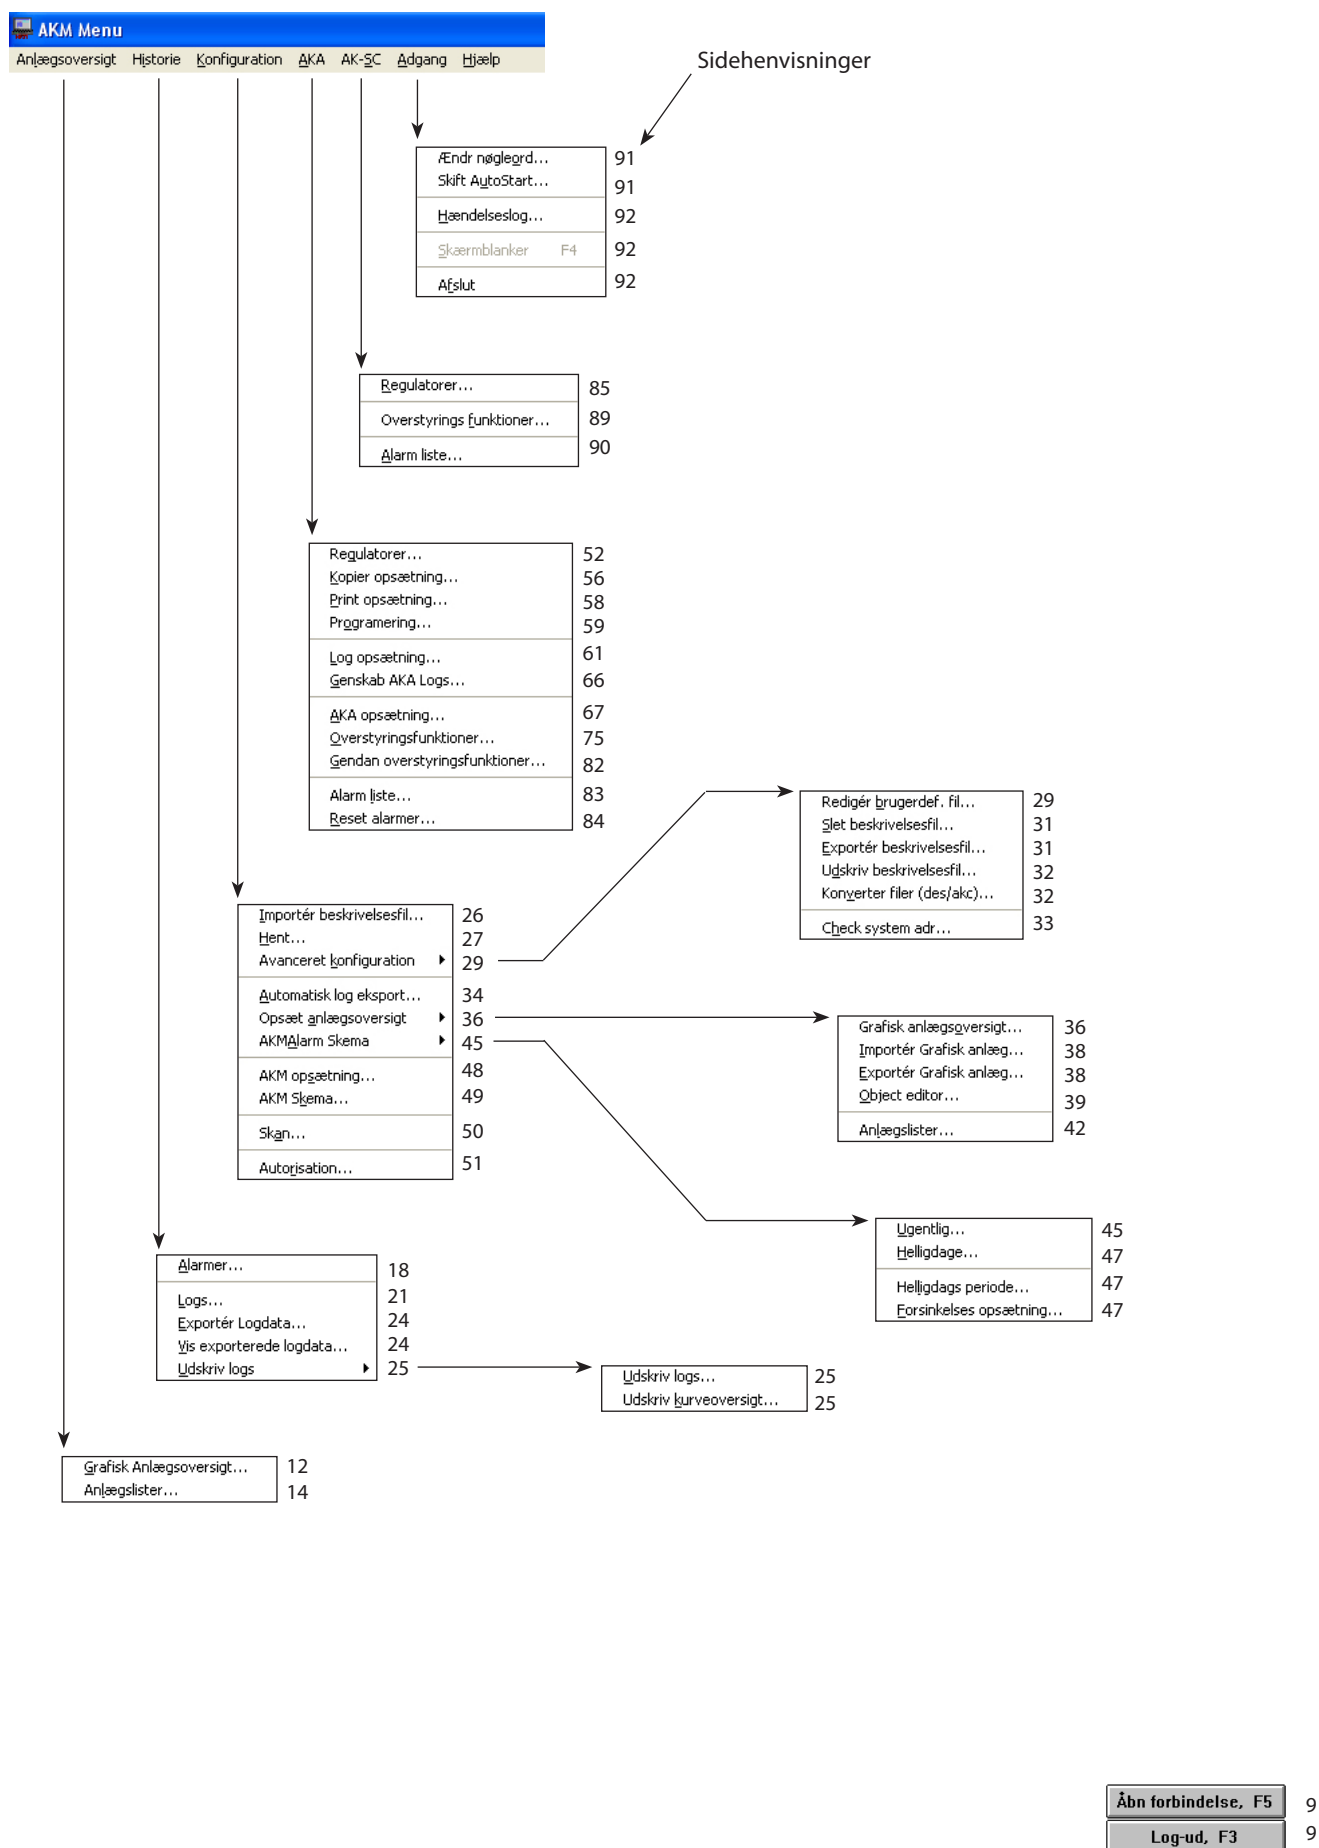 AKM Menu
Anlægsoversigt Historie Konfiguration AKA AK-SC Adgang Hjælp
Sidehenvisninger
Ændr nøgleord... 91
Skift AutoStart... 91
Hændelseslog... 92
Skærmblanker F4 92
Afslut 92
Regulatorer... 85
Overstyrings funktioner... 89
Alarm liste... 90
Regulatorer... 52
Kopier opsætning... 56
Print opsætning... 58
Programering... 59
Log opsætning... 61
Genskab AKA Logs... 66
AKA opsætning... 67
Overstyringsfunktioner... 75
Gendan overstyringsfunktioner... 82
Alarm liste... 83
Reset alarmer... 84
Redigér brugerdef. fil... 29
Slet beskrivelsesfil... 31
Exportér beskrivelsesfil... 31
Udskriv beskrivelsesfil... 32
Konverter filer (des/akc)... 32
Check system adr... 33
Importér beskrivelsesfil... 26
Hent... 27
Avanceret konfiguration 29
Automatisk log eksport... 34
Opsæt anlægsoversigt 36
AKMAlarm Skema 45
AKM opsætning... 48
AKM Skema... 49
Skan... 50
Autorisation... 51
Grafisk anlægsoversigt... 36
Importér Grafisk anlæg... 38
Exportér Grafisk anlæg... 38
Object editor... 39
Anlægslister... 42
Ugentlig... 45
Helligdage... 47
Helligdags periode... 47
Forsinkelses opsætning... 47
Alarmer... 18
Logs... 21
Exportér Logdata... 24
Vis exporterede logdata... 24
Udskriv logs 25
Udskriv logs... 25
Udskriv kurveoversigt... 25
Grafisk Anlægsoversigt... 12
Anlægslister... 14
Åbn forbindelse, F5 9
Log-ud, F3 9